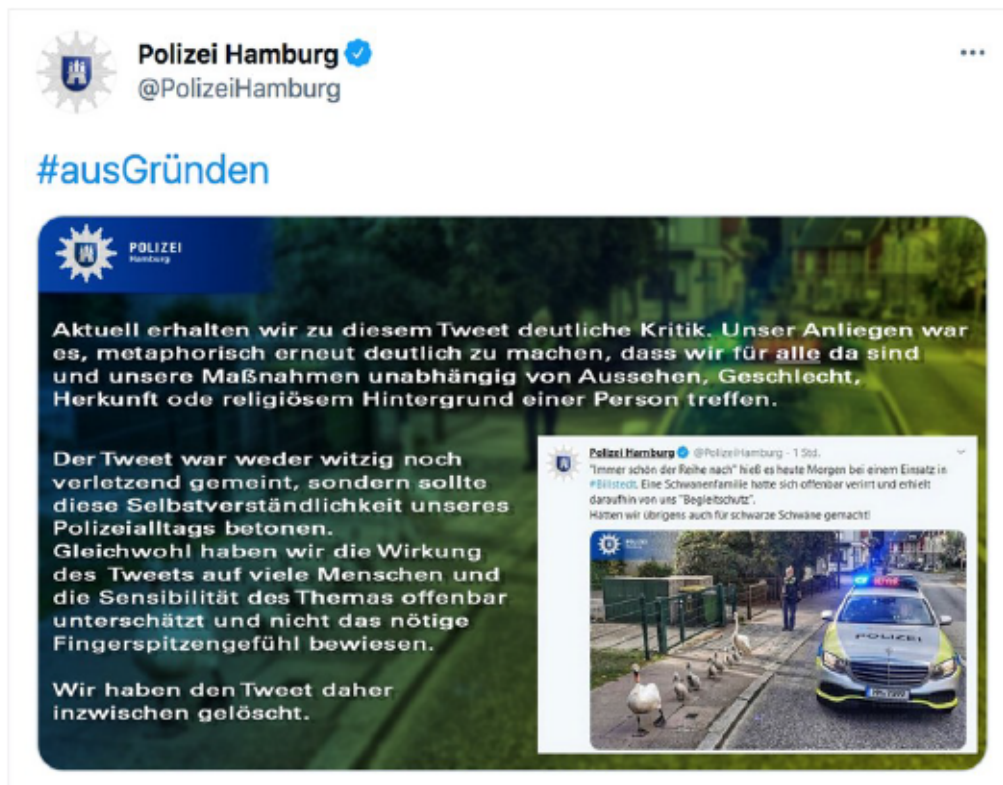 Polizei Hamburg
@PolizeiHamburg
#ausGründen
POLIZEI
Hamburg
Aktuell erhalten wir zu diesem Tweet deutliche Kritik. Unser Anliegen war
es, metaphorisch erneut deutlich zu machen, dass wir für alle da sind
und unsere Maßnahmen unabhängig von Aussehen, Geschlecht,
Herkunft ode religiösem Hintergrund einer Person treffen.
Der Tweet war weder witzig noch
verletzend gemeint, sondern sollte
diese Selbstverständlichkeit unseres
Polizeialltags betonen.
Gleichwohl haben wir die Wirkung
des Tweets auf viele Menschen und
die Sensibilität des Themas offenbar
unterschätzt und nicht das nötige
Fingerspitzengefühl bewiesen.
Wir haben den Tweet daher
inzwischen gelöscht.
Polizei Hamburg @PolizeiHamburg · 1 Std.
"Immer schön der Reihe nach" hieß es heute Morgen bei einem Einsatz in
#Billstedt. Eine Schwanenfamilie hatte sich offenbar verirrt und erhielt
daraufhin von uns "Begleitschutz".
Hätten wir übrigens auch für schwarze Schwäne gemacht!
POLIZEI
POLIZEI